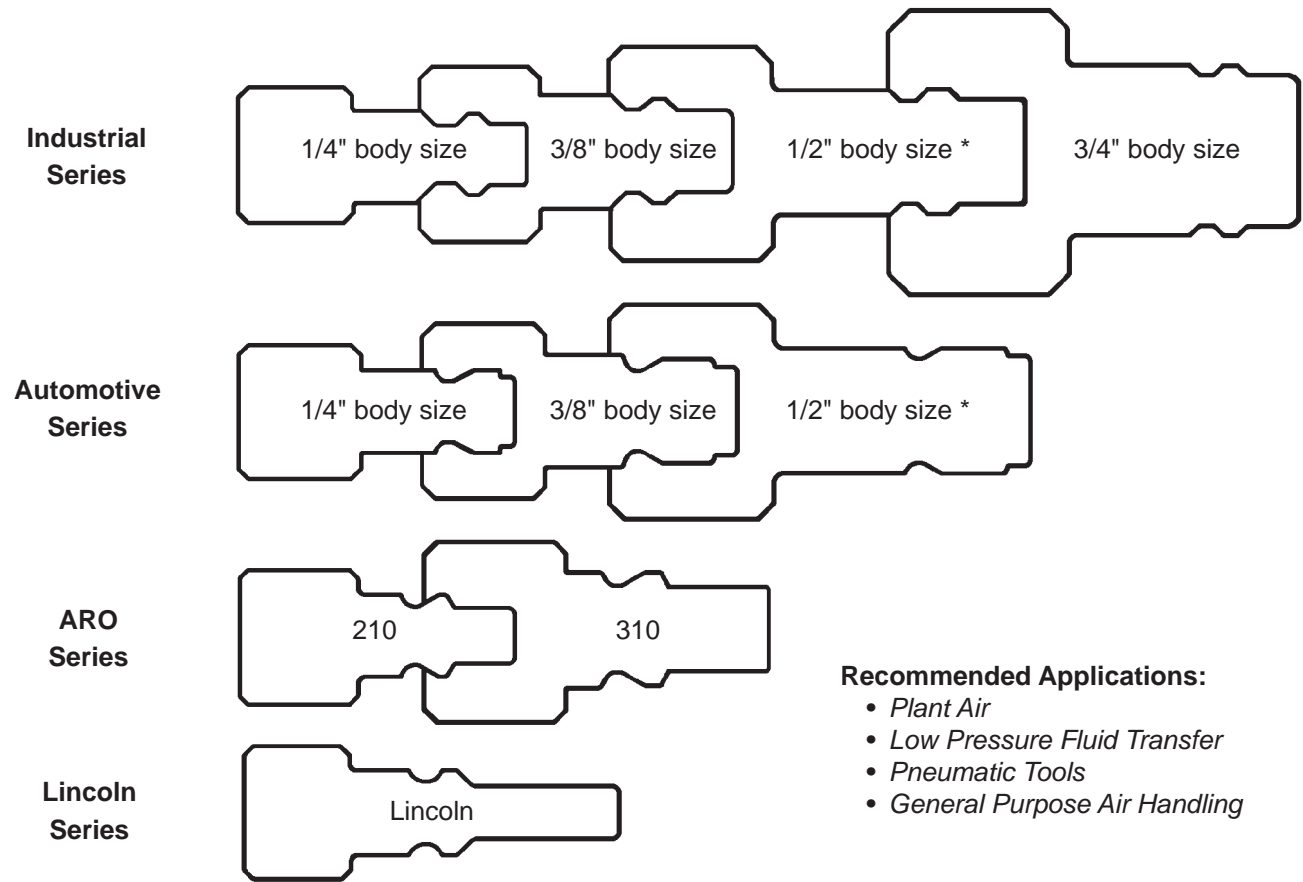 Industrial
Series
1/4" body size
3/8" body size
1/2" body size *
3/4" body size
Automotive
Series
1/4" body size
3/8" body size
1/2" body size *
ARO
Series
210
310
Lincoln
Series
Lincoln
Recommended Applications:
• Plant Air
• Low Pressure Fluid Transfer
• Pneumatic Tools
• General Purpose Air Handling